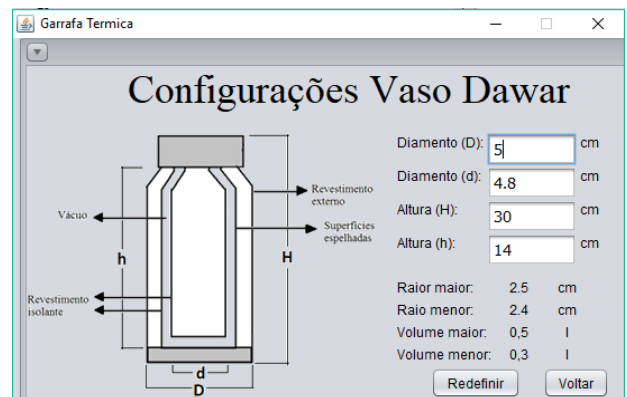 Garrafa Termica
Configurações Vaso Dawar
Diamento (D): 5 cm
Diamento (d): 4.8 cm
Altura (H): 30 cm
Altura (h): 14 cm
Raior maior: 2.5 cm
Raio menor: 2.4 cm
Volume maior: 0,5 l
Volume menor: 0,3 l
Redefinir Voltar
Revestimento
externo
Vácuo
Superfícies
espelhadas
h
H
Revestimento
isolante
d
D